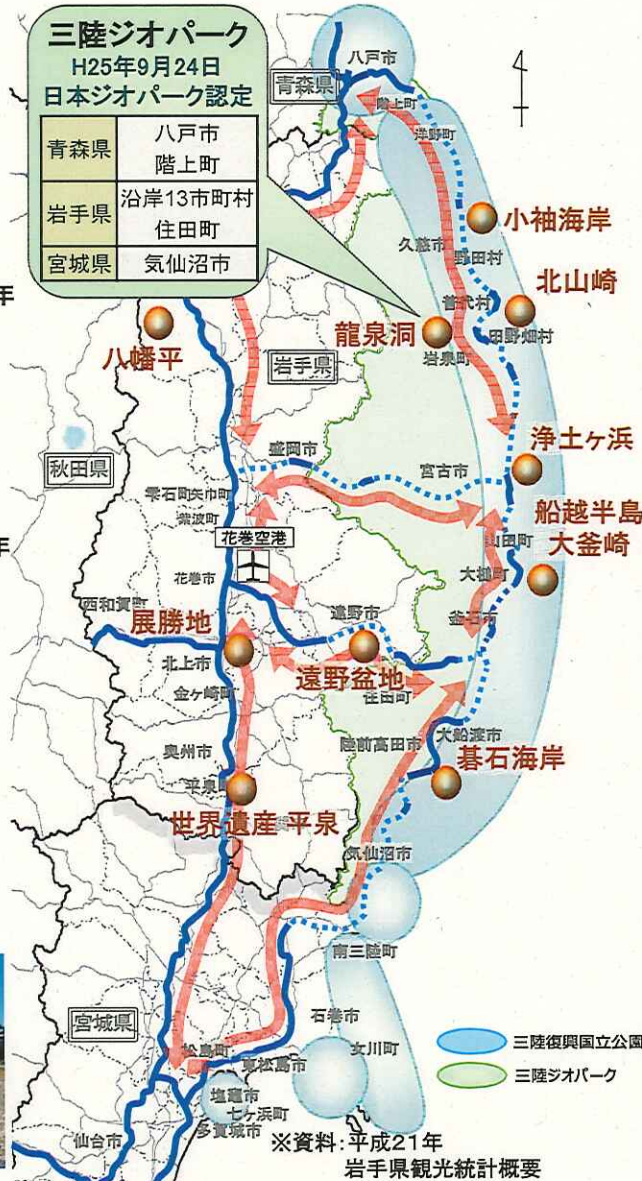 三陸ジオパーク
H25年9月24日
日本ジオパーク認定
青森県
八戸市
階上町
岩手県
沿岸13市町村
住田町
宮城県
気仙沼市
青森県
八戸市
階上町
洋野町
小袖海岸
久慈市
野田村
北山崎
普代村
田野畑村
年
八幡平
龍泉洞
岩泉町
岩手県
浄土ヶ浜
盛岡市
宮古市
秋田県
雫石町
矢巾町
紫波町
船越半島
大釜崎
山田町
年
花巻空港
大槌町
花巻市
釜石市
西和賀町
遠野市
展勝地
遠野盆地
北上市
住田町
金ヶ崎町
大船渡市
陸前高田市
奥州市
碁石海岸
平泉町
世界遺産 平泉
気仙沼市
南三陸町
宮城県
石巻市
女川町
三陸復興国立公園
松島町
東松島市
三陸ジオパーク
塩竈市
七ヶ浜町
多賀城市
仙台市
※資料:平成21年
岩手県観光統計概要